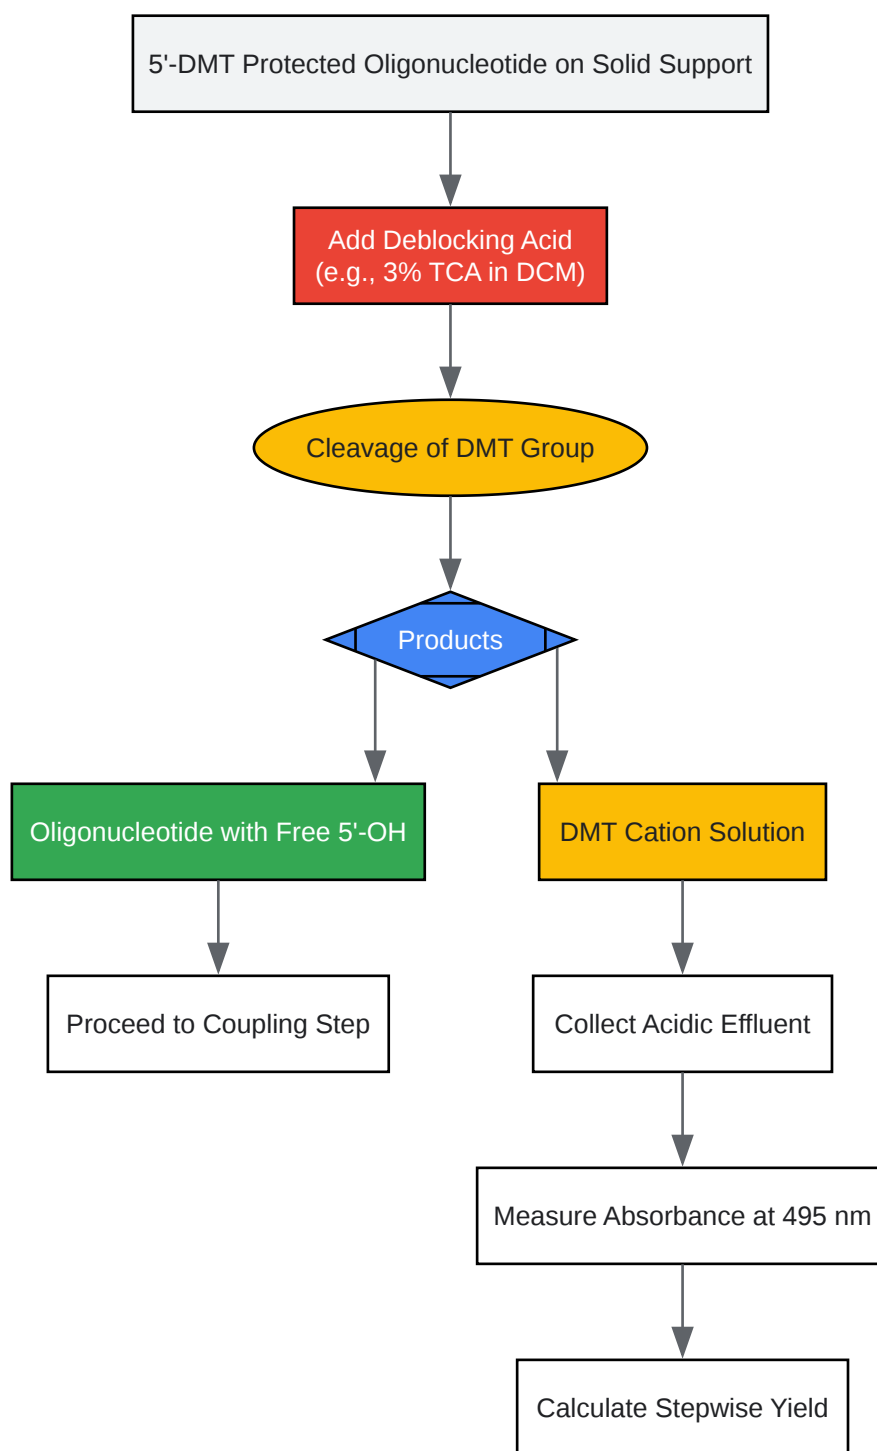 5'-DMT Protected Oligonucleotide on Solid Support
Add Deblocking Acid
(e.g., 3% TCA in DCM)
Cleavage of DMT Group
Products
Oligonucleotide with Free 5'-OH
DMT Cation Solution
Proceed to Coupling Step
Collect Acidic Effluent
Measure Absorbance at 495 nm
Calculate Stepwise Yield